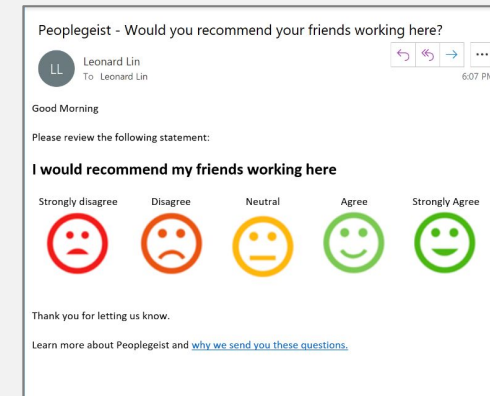 Peoplegeist - Would you recommend your friends working here?
LL
Leonard Lin
To Leonard Lin
6:07 PM
Good Morning
Please review the following statement:
I would recommend my friends working here
Strongly disagree Disagree Neutral Agree Strongly Agree
Thank you for letting us know.
Learn more about Peoplegeist and why we send you these questions.